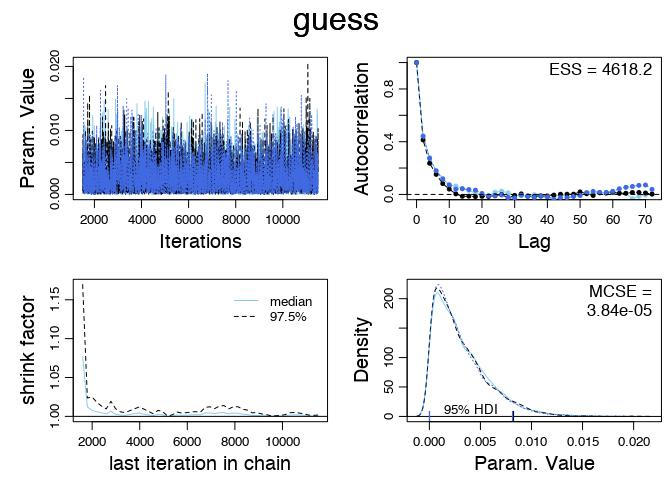 guess
Param. Value
0.000 0.010 0.020
2000 4000 6000 8000 10000
Iterations
Autocorrelation
0.0 0.4 0.8
ESS = 4618.2
0 10 20 30 40 50 60 70
Lag
shrink factor
1.00 1.05 1.10 1.15
median
97.5%
2000 4000 6000 8000 10000
last iteration in chain
Density
0 50 100 200
MCSE =
3.84e-05
95% HDI
0.000 0.005 0.010 0.015 0.020
Param. Value